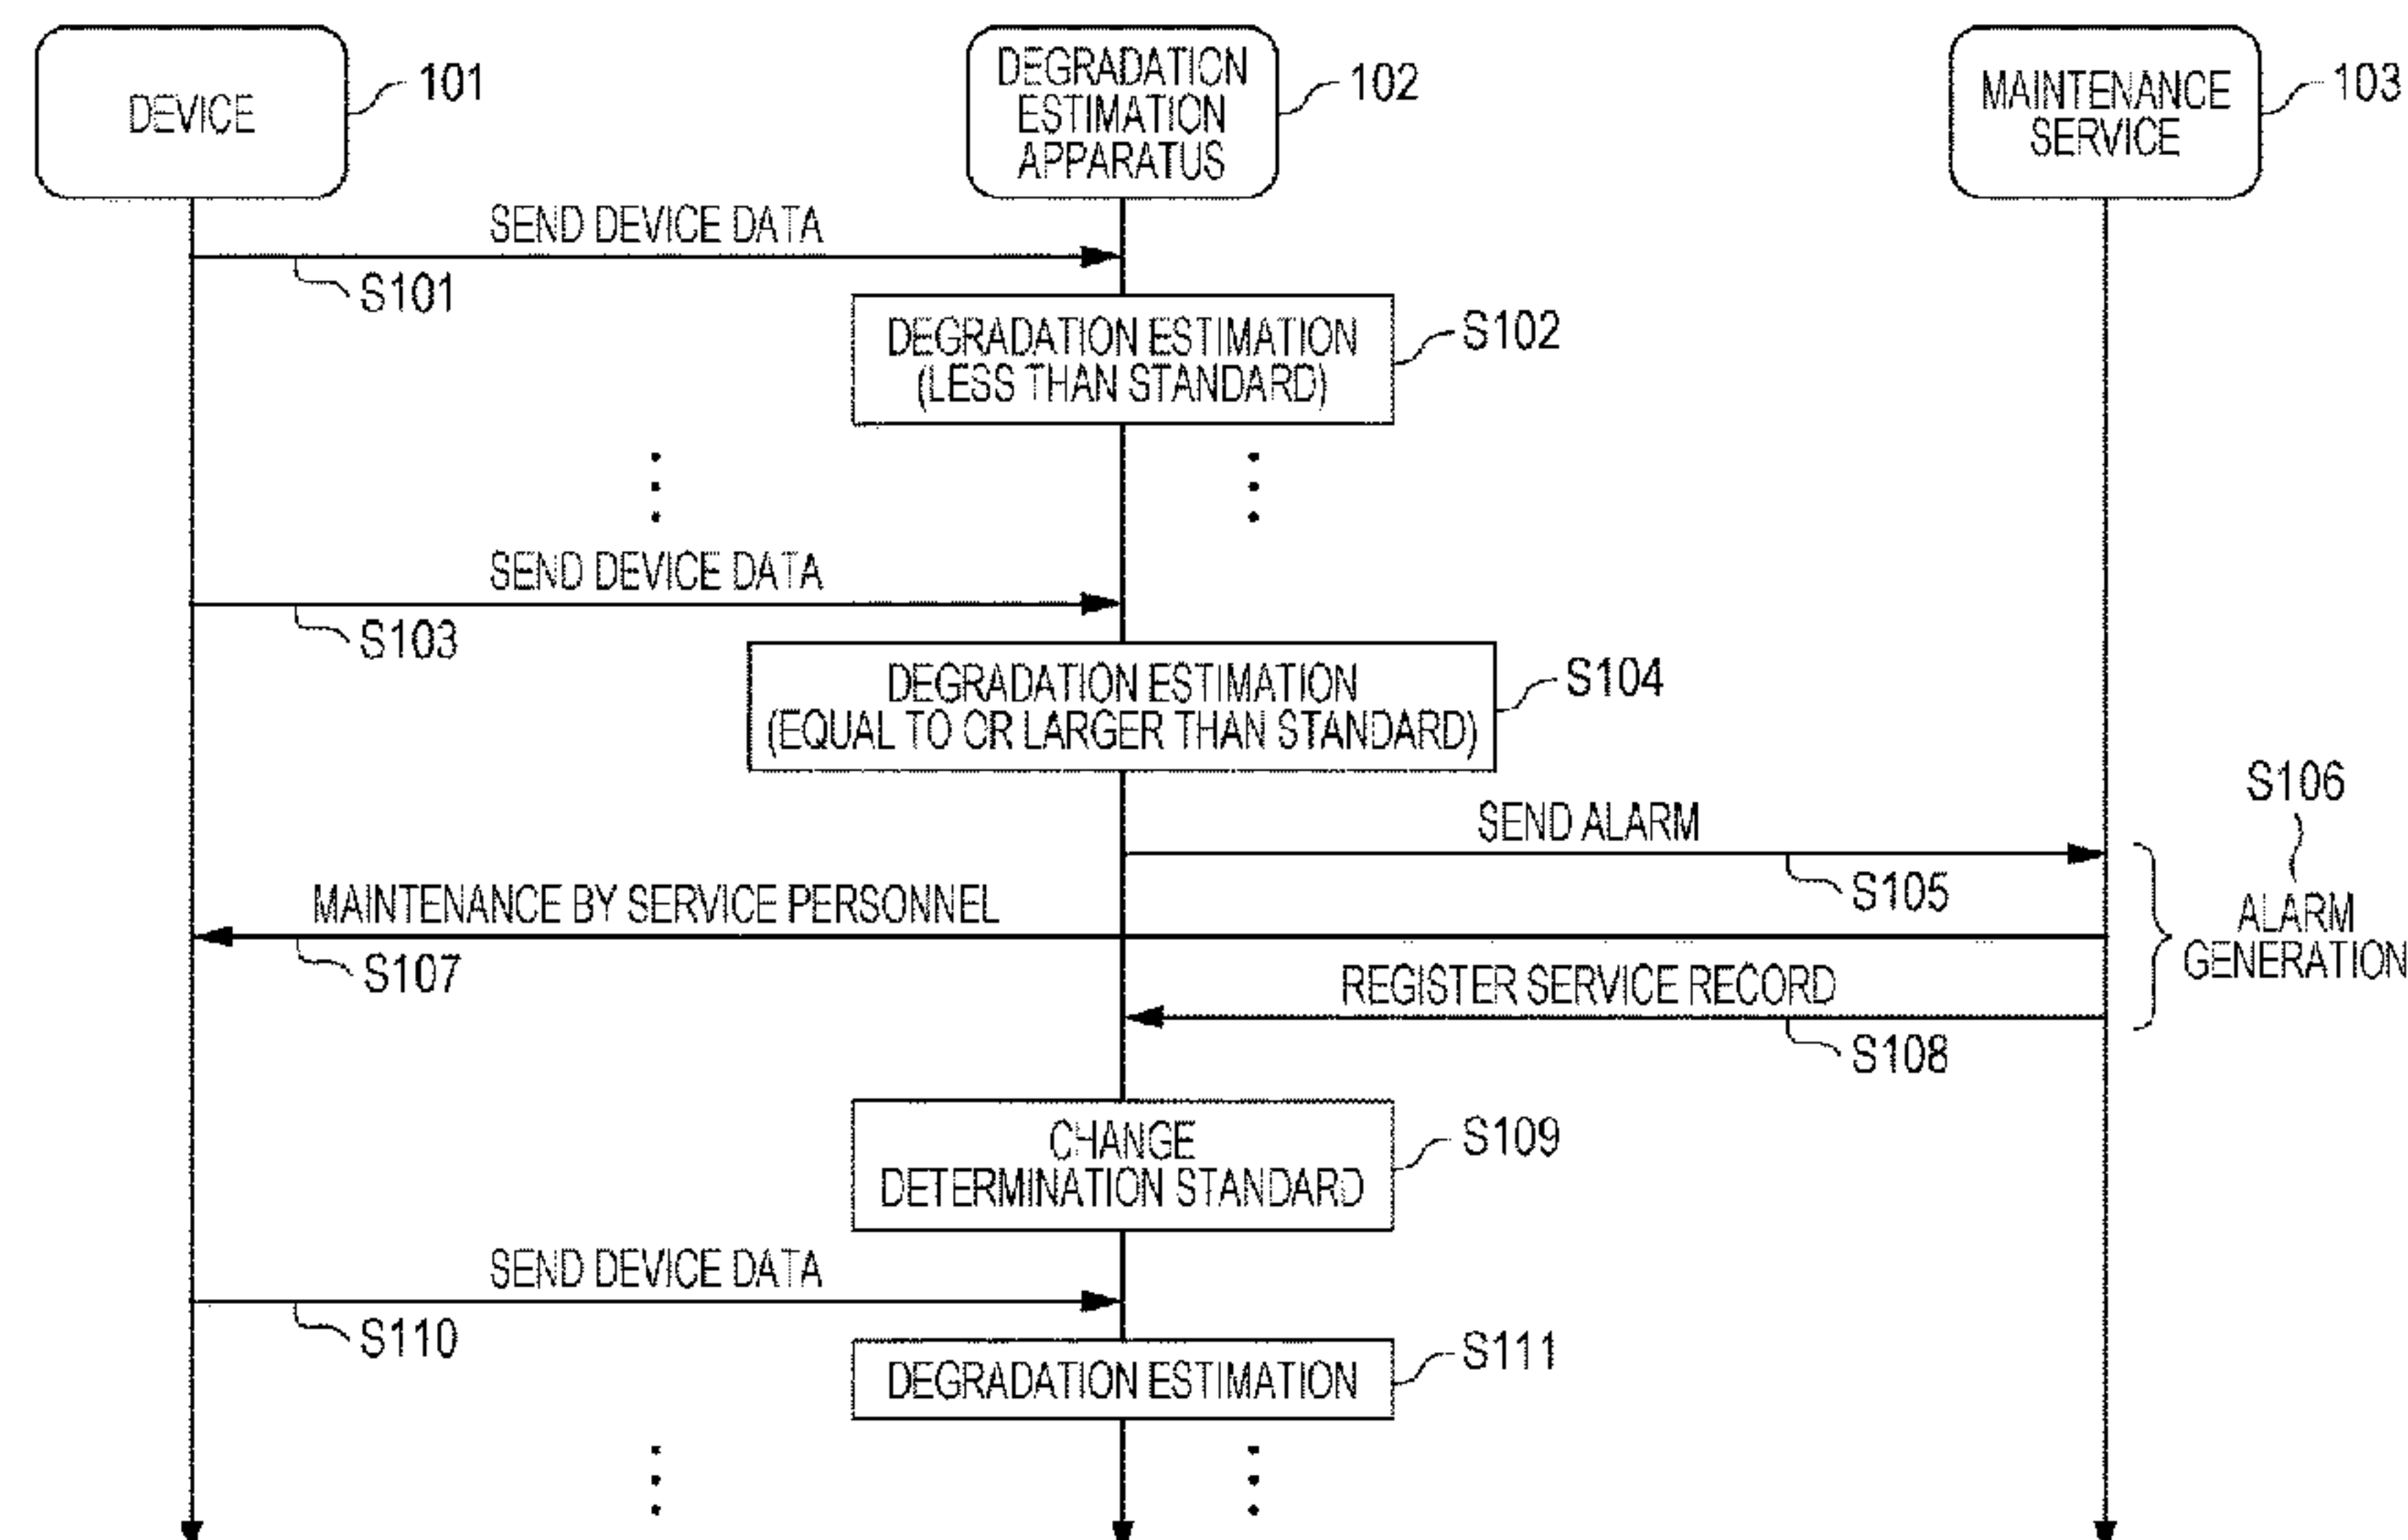 DEVICE
101
DEGRADATION
ESTIMATION
APPARATUS
102
MAINTENANCE
SERVICE
103
SEND DEVICE DATA
S101
DEGRADATION ESTIMATION
(LESS THAN STANDARD)
S102
SEND DEVICE DATA
S103
DEGRADATION ESTIMATION
(EQUAL TO OR LARGER THAN STANDARD)
S104
SEND ALARM
S105
S106
ALARM
GENERATION
MAINTENANCE BY SERVICE PERSONNEL
S107
REGISTER SERVICE RECORD
S108
CHANGE
DETERMINATION STANDARD
S109
SEND DEVICE DATA
S110
DEGRADATION ESTIMATION
S111